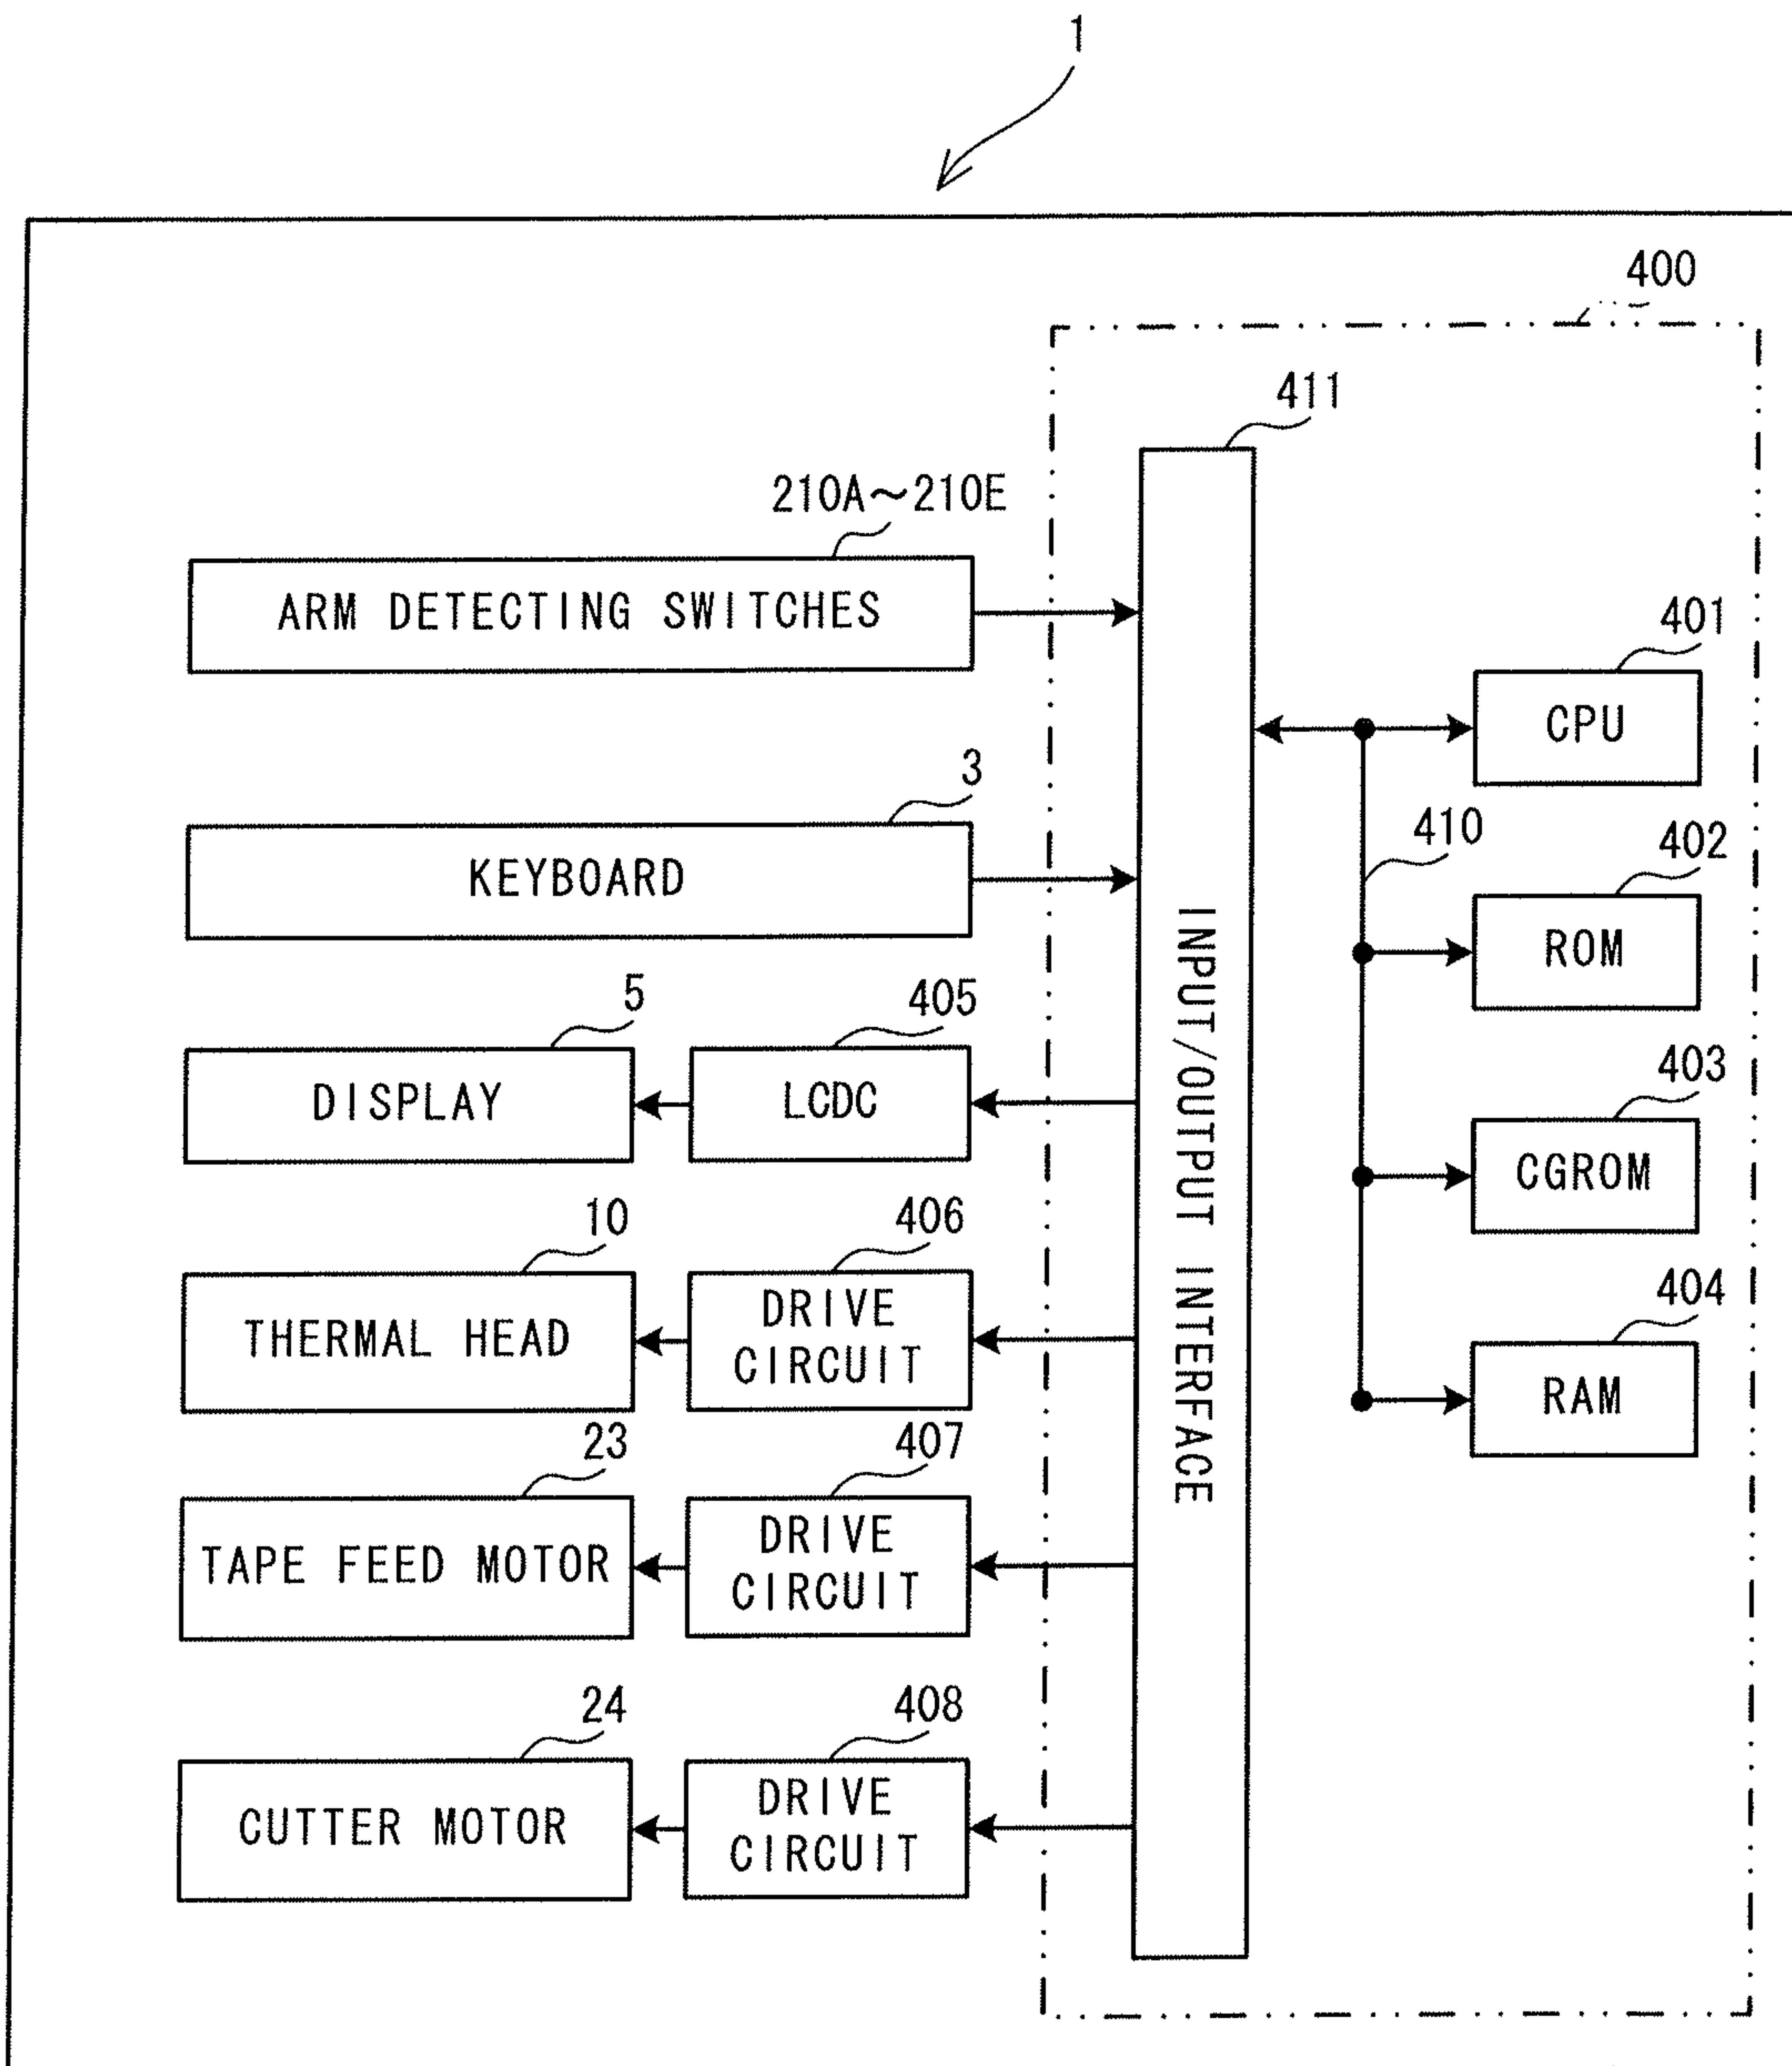 1
400
411
210A~210E
ARM DETECTING SWITCHES
401
CPU
3
KEYBOARD
410
402
ROM
INPUT/OUTPUT INTERFACE
5
DISPLAY
405
LCDC
403
CGROM
10
THERMAL HEAD
406
DRIVE
CIRCUIT
404
RAM
23
TAPE FEED MOTOR
407
DRIVE
CIRCUIT
24
CUTTER MOTOR
408
DRIVE
CIRCUIT